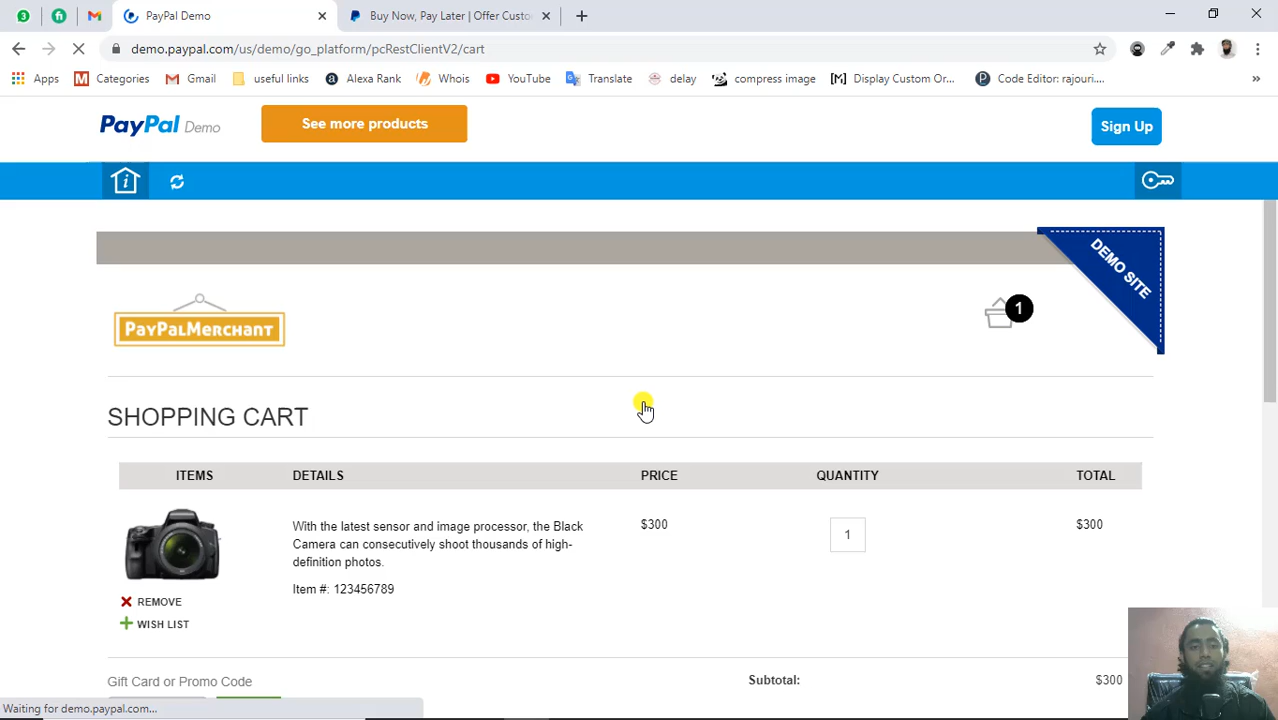 3
PayPal Demo
Buy Now, Pay Later | Offer Custo
demo.paypal.com/us/demo/go_platform/pcRestClientV2/cart
Apps
Categories
Gmail
useful links
Alexa Rank
Whois
YouTube
Translate
delay
compress image
Display Custom Or...
Code Editor: rajouri....
»
PayPal Demo
See more products
Sign Up
DEMO SITE
PayPalMerchant
1
SHOPPING CART
ITEMS
DETAILS
PRICE
QUANTITY
TOTAL
With the latest sensor and image processor, the Black
Camera can consecutively shoot thousands of high-
definition photos.
Item #: 123456789
$300
1
$300
REMOVE
WISH LIST
Gift Card or Promo Code
Subtotal:
$300
Waiting for demo.paypal.com...